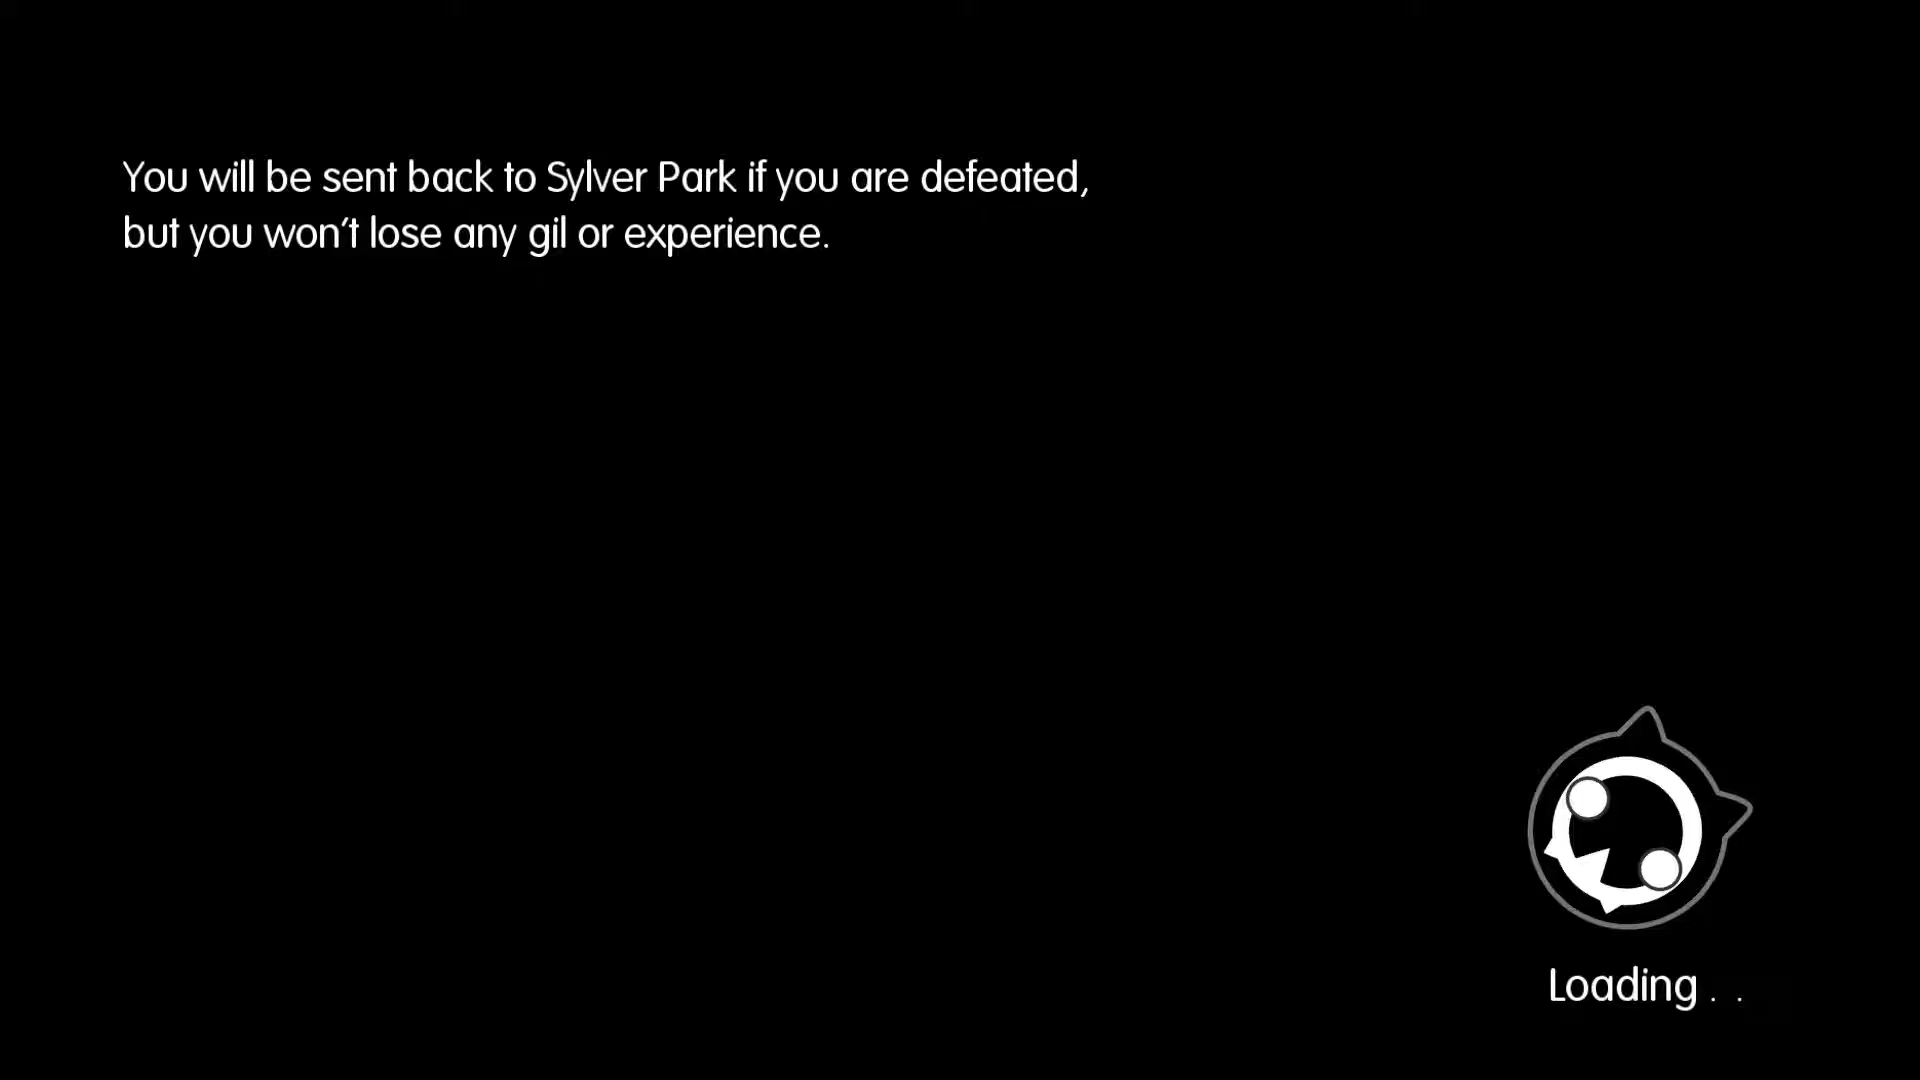 You will be sent back to Sylver Park if you are defeated,
but you won't lose any gil or experience.
Loading . .